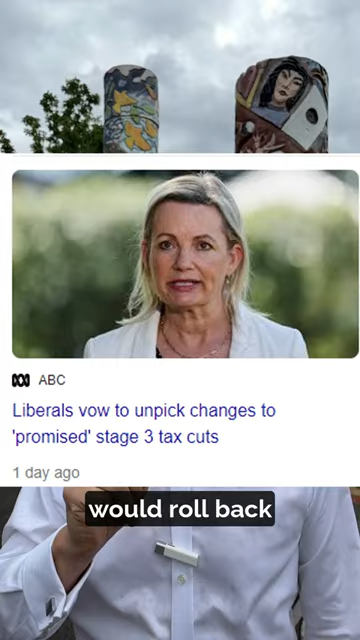 ABC
Liberals vow to unpick changes to
'promised' stage 3 tax cuts
1 day ago
would roll back